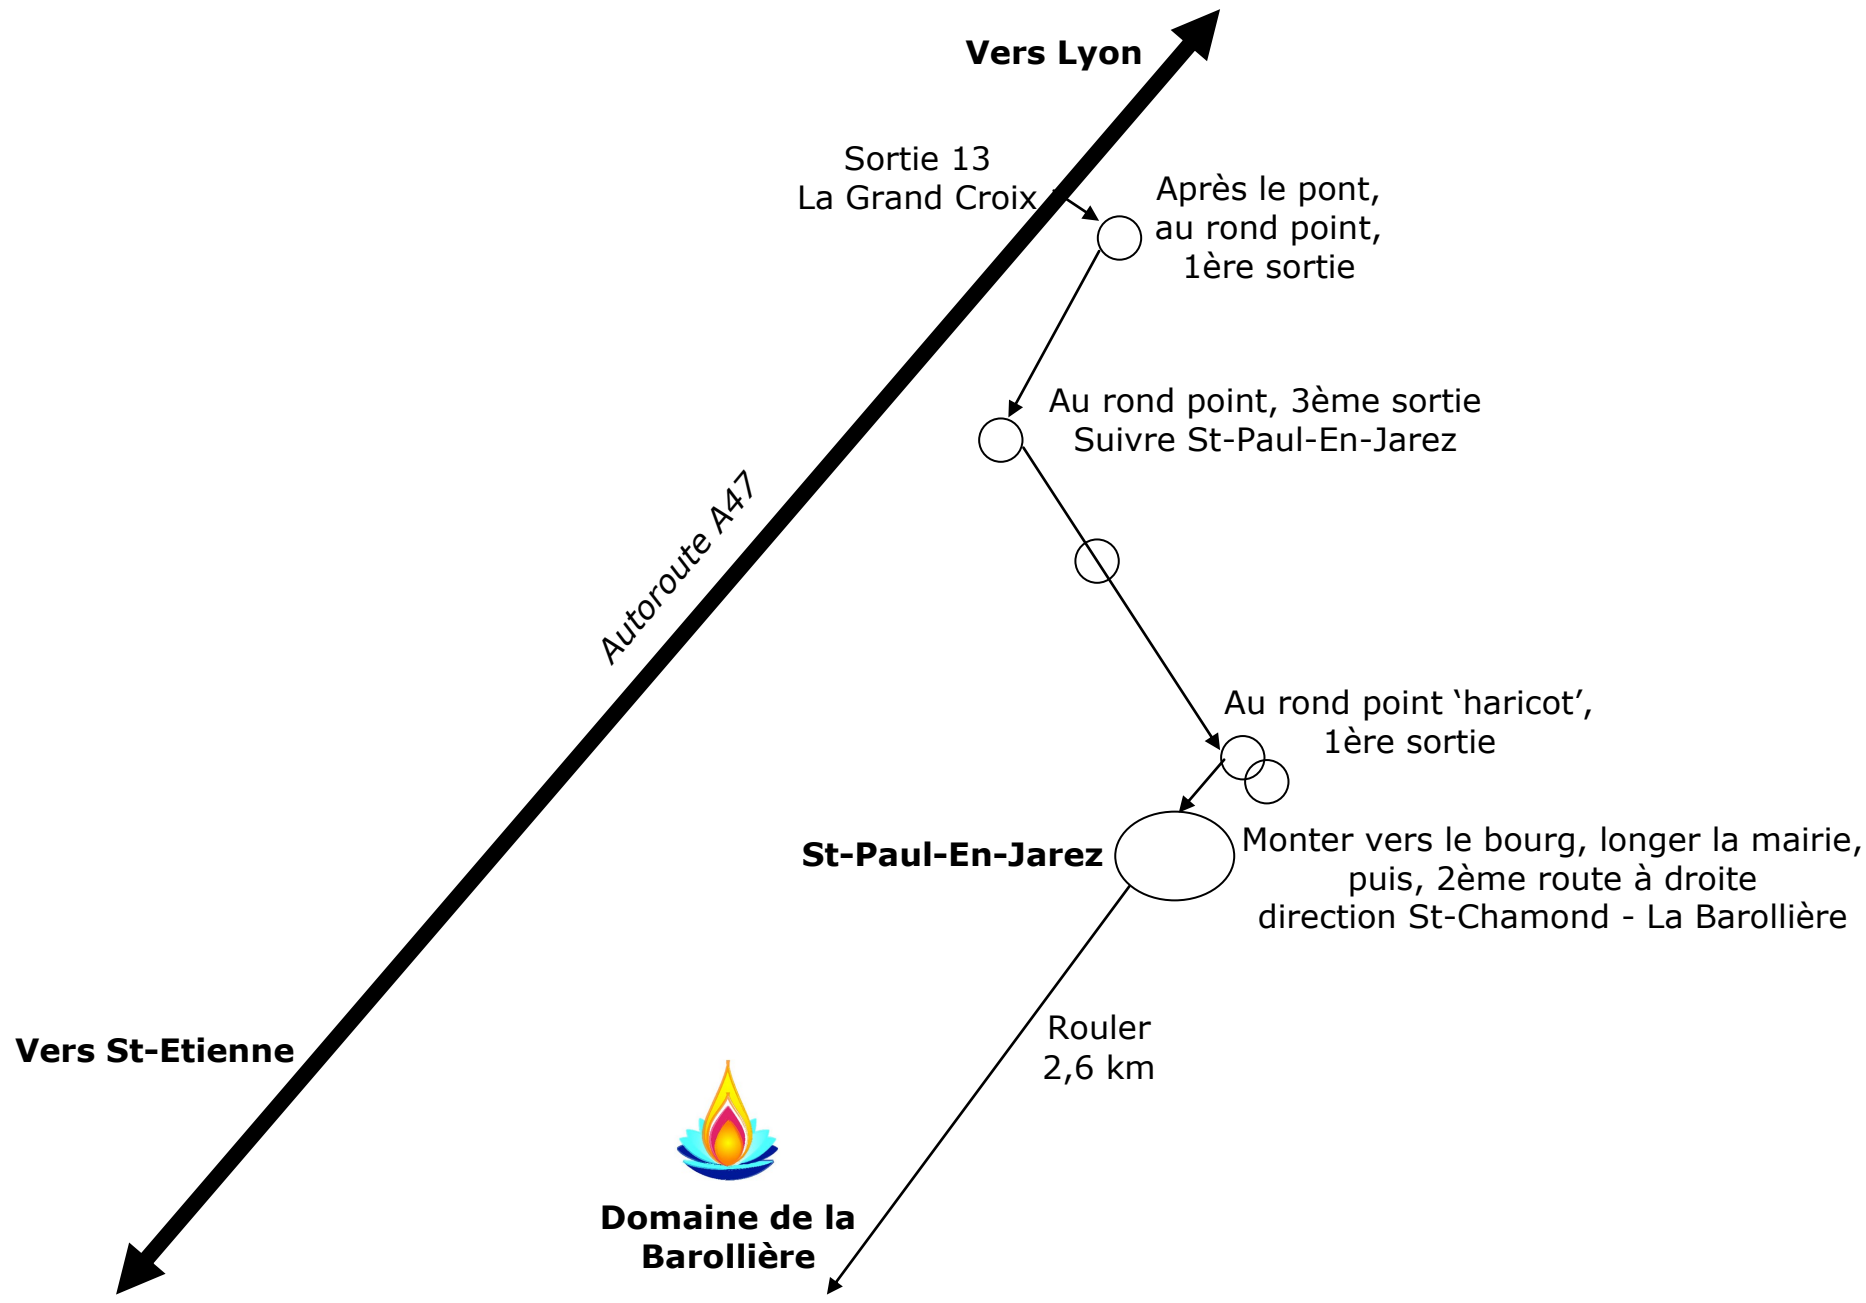 Vers Lyon
Sortie 13
La Grand Croix
Après le pont,
au rond point,
1ère sortie
Au rond point, 3ème sortie
Suivre St-Paul-En-Jarez
Autoroute A47
Au rond point ‘haricot’,
1ère sortie
St-Paul-En-Jarez
Monter vers le bourg, longer la mairie,
puis, 2ème route à droite
direction St-Chamond - La Barollière
Rouler
2,6 km
Vers St-Etienne
Domaine de la
Barollière